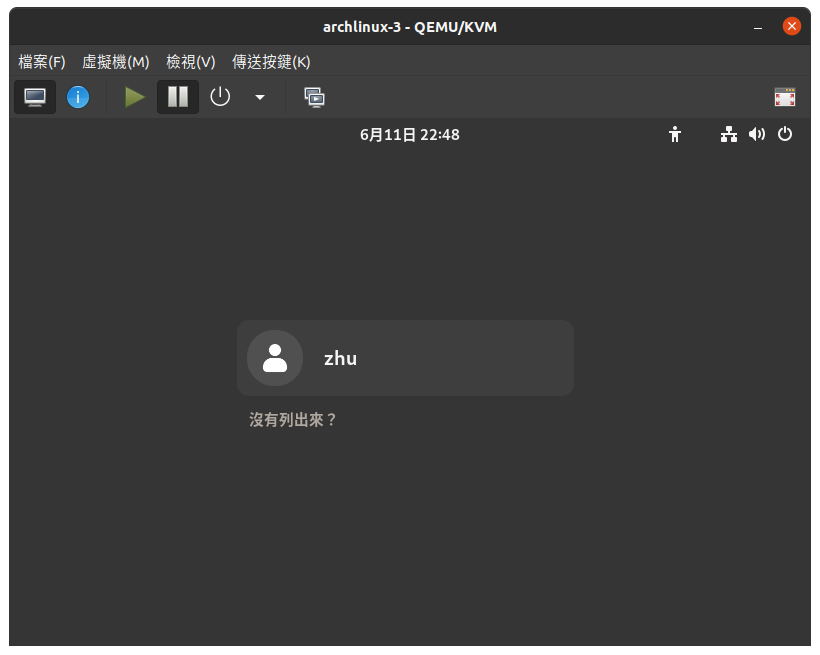 archlinux-3 - QEMU/KVM
檔案(F) 虛擬機(M) 檢視(V) 傳送按鍵(K)
6月11日 22:48
zhu
沒有列出來？